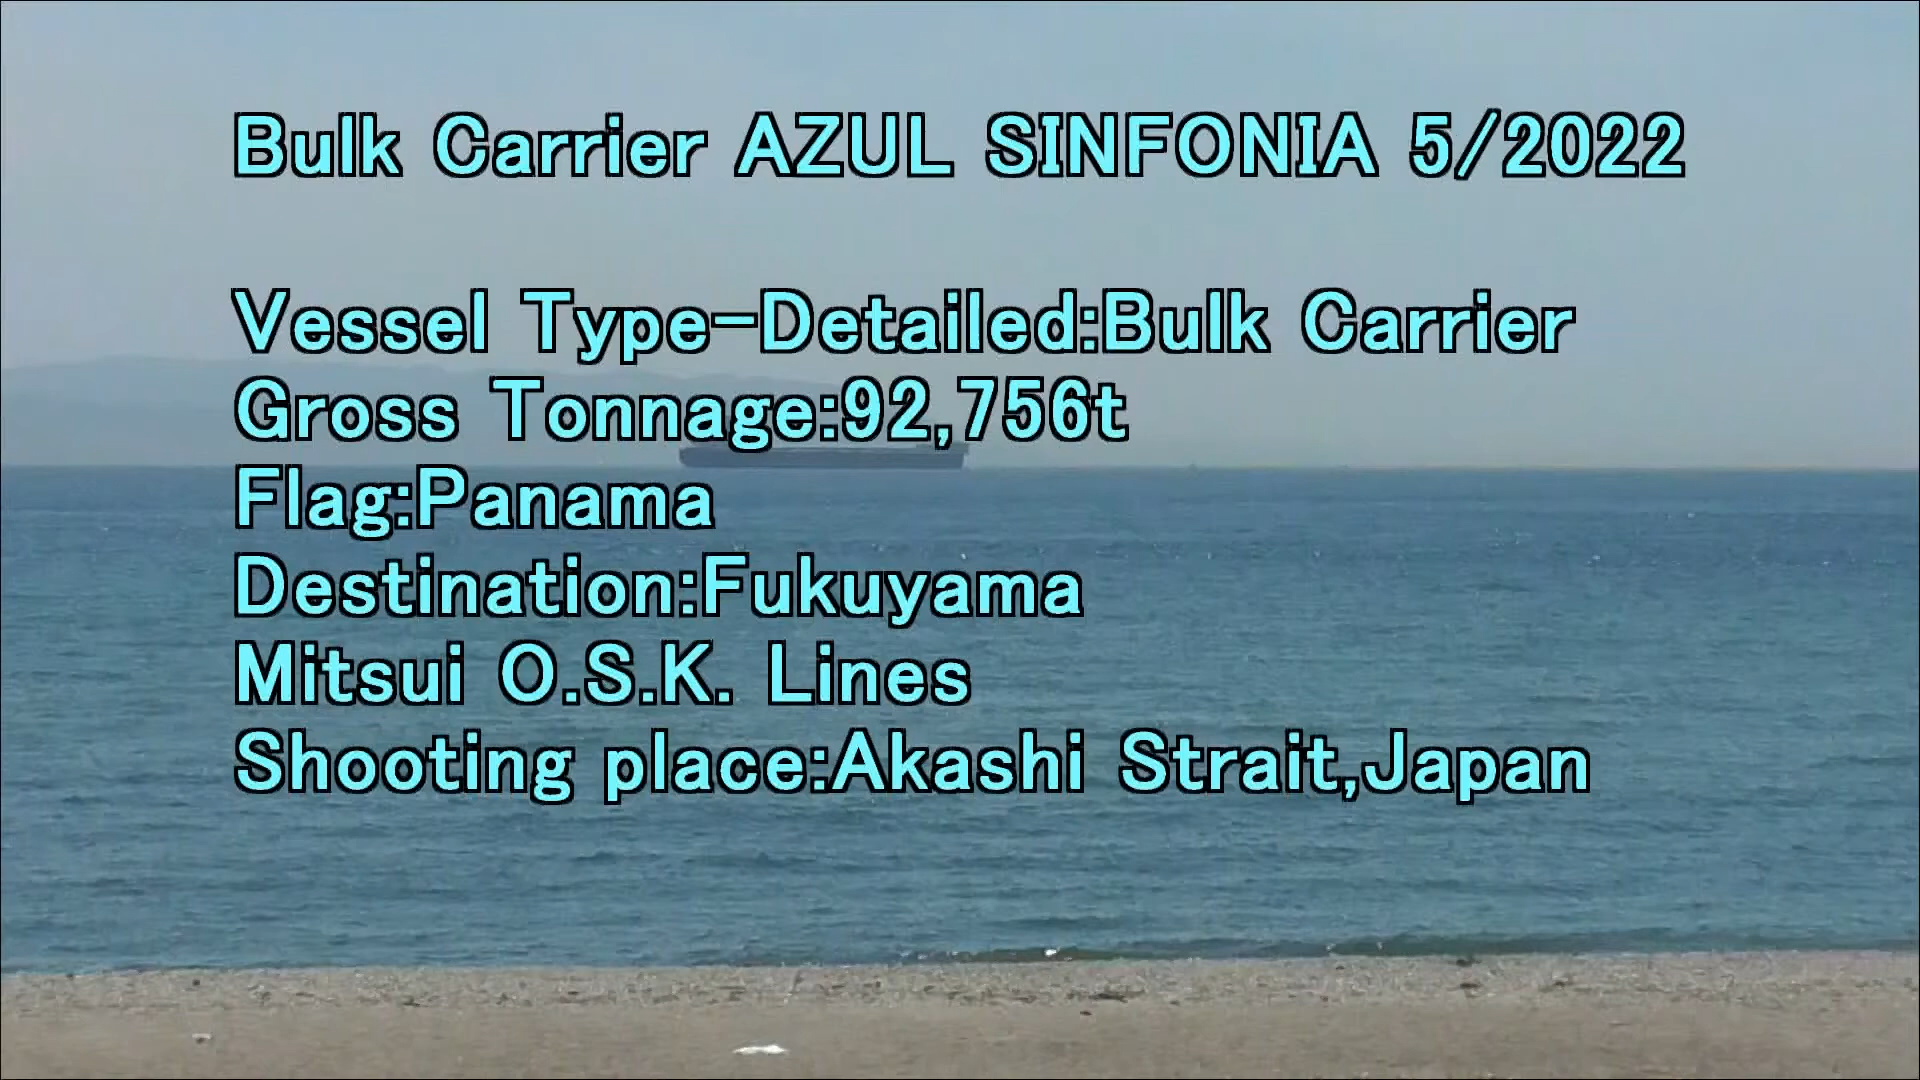 Bulk Carrier AZUL SINFONIA 5/2022
Vessel Type-Detailed:Bulk Carrier
Gross Tonnage:92,756t
Flag:Panama
Destination:Fukuyama
Mitsui O.S.K. Lines
Shooting place:Akashi Strait,Japan